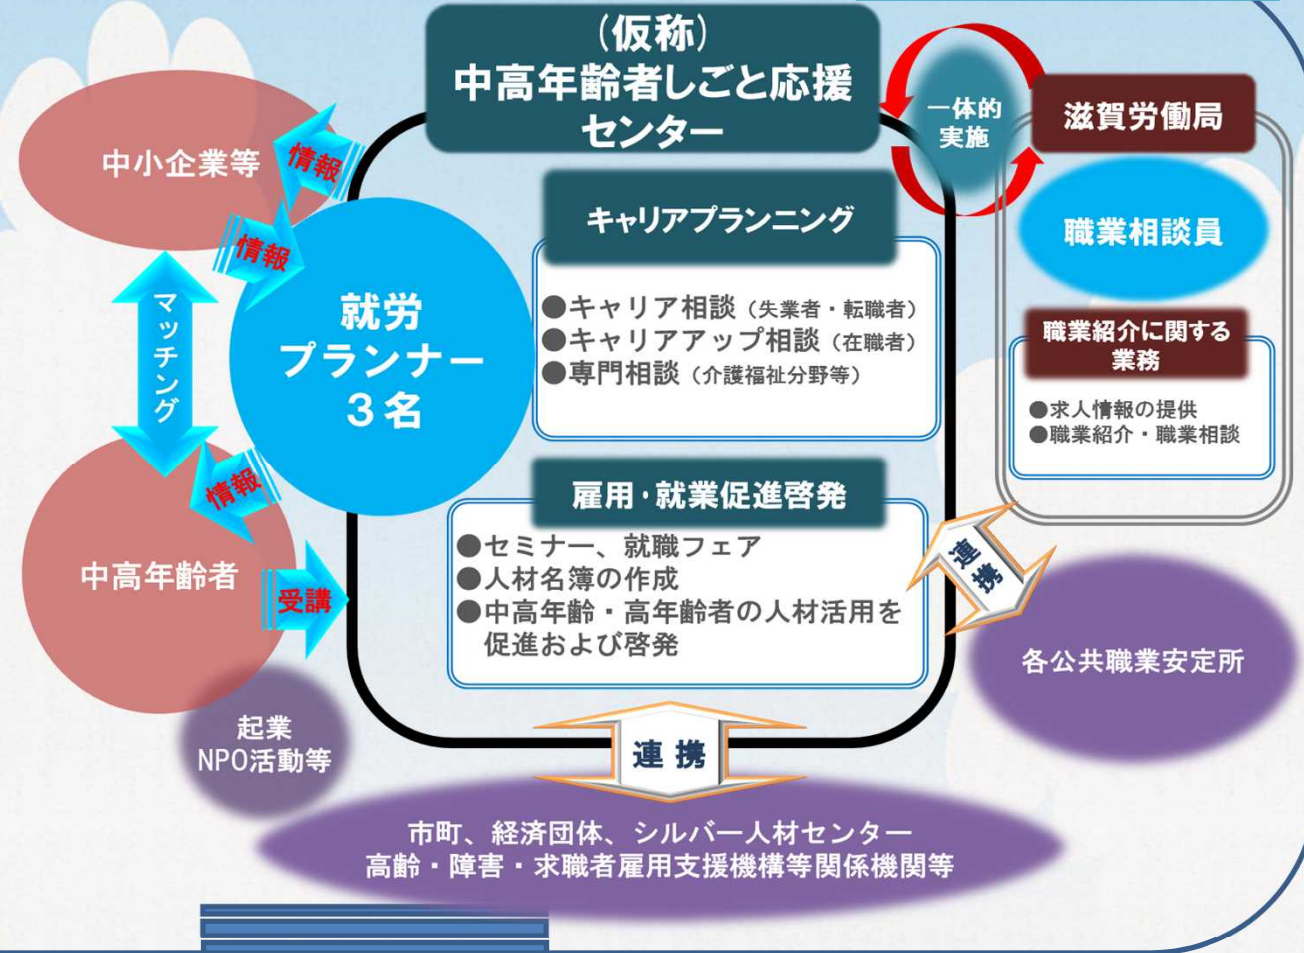 (仮称)
中高年齢者しごと応援
センター
一体的
実施
滋賀労働局
職業相談員
職業紹介に関する
業務
●求人情報の提供
●職業紹介・職業相談
中小企業等
情報
情報
マッチング
就労
プランナー
３名
キャリアプランニング
●キャリア相談（失業者・転職者）
●キャリアアップ相談（在職者）
●専門相談（介護福祉分野等）
情報
中高年齢者
受講
雇用・就業促進啓発
●セミナー、就職フェア
●人材名簿の作成
●中高年齢・高年齢者の人材活用を
促進および啓発
連携
各公共職業安定所
起業
NPO活動等
連携
市町、経済団体、シルバー人材センター
高齢・障害・求職者雇用支援機構等関係機関等